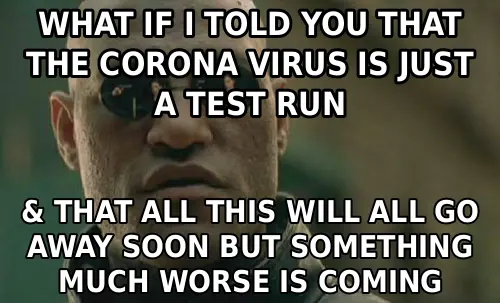 WHAT IF I TOLD YOU THAT
THE CORONA VIRUS IS JUST
A TEST RUN
& THAT ALL THIS WILL ALL GO
AWAY SOON BUT SOMETHING
MUCH WORSE IS COMING